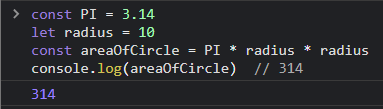 > const PI = 3.14
let radius = 10
const areaOfCircle = PI * radius * radius
console.log(areaOfCircle)  // 314
314